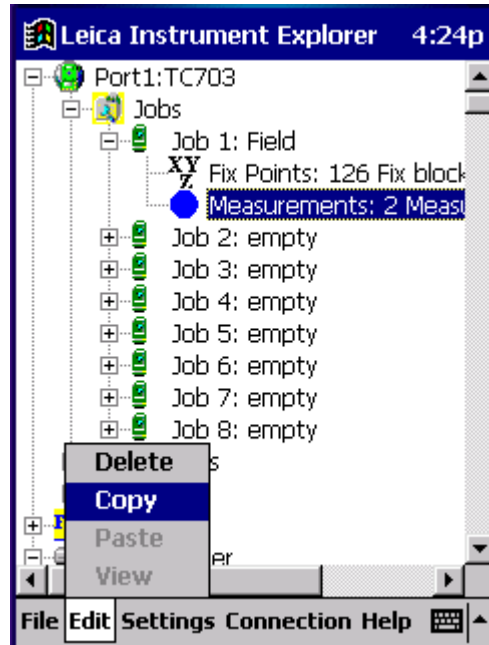 Leica Instrument Explorer 4:24p
Port1:TC703
Jobs
Job 1: Field
XYZ Fix Points: 126 Fix block
Measurements: 2 Measu
Job 2: empty
Job 3: empty
Job 4: empty
Job 5: empty
Job 6: empty
Job 7: empty
Job 8: empty
Delete s
Copy
Paste
er
View
File Edit Settings Connection Help